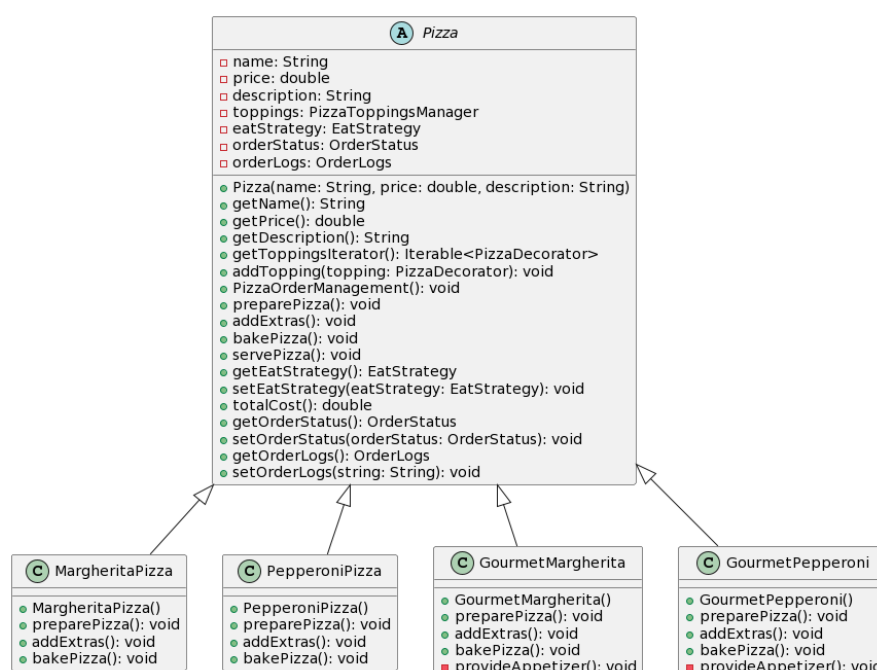 A Pizza
name: String
price: double
description: String
toppings: PizzaToppingsManager
eatStrategy: EatStrategy
orderStatus: OrderStatus
orderLogs: OrderLogs
Pizza(name: String, price: double, description: String)
getName(): String
getPrice(): double
getDescription(): String
getToppingsIterator(): Iterable<PizzaDecorator>
addTopping(topping: PizzaDecorator): void
PizzaOrderManagement(): void
preparePizza(): void
addExtras(): void
bakePizza(): void
servePizza(): void
getEatStrategy(): EatStrategy
setEatStrategy(eatStrategy: EatStrategy): void
totalCost(): double
getOrderStatus(): OrderStatus
setOrderStatus(orderStatus: OrderStatus): void
getOrderLogs(): OrderLogs
setOrderLogs(string: String): void
C MargheritaPizza
MargheritaPizza()
preparePizza(): void
addExtras(): void
bakePizza(): void
C PepperoniPizza
PepperoniPizza()
preparePizza(): void
addExtras(): void
bakePizza(): void
C GourmetMargherita
GourmetMargherita()
preparePizza(): void
addExtras(): void
bakePizza(): void
provideAppetizer(): void
C GourmetPepperoni
GourmetPepperoni()
preparePizza(): void
addExtras(): void
bakePizza(): void
provideAppetizer(): void